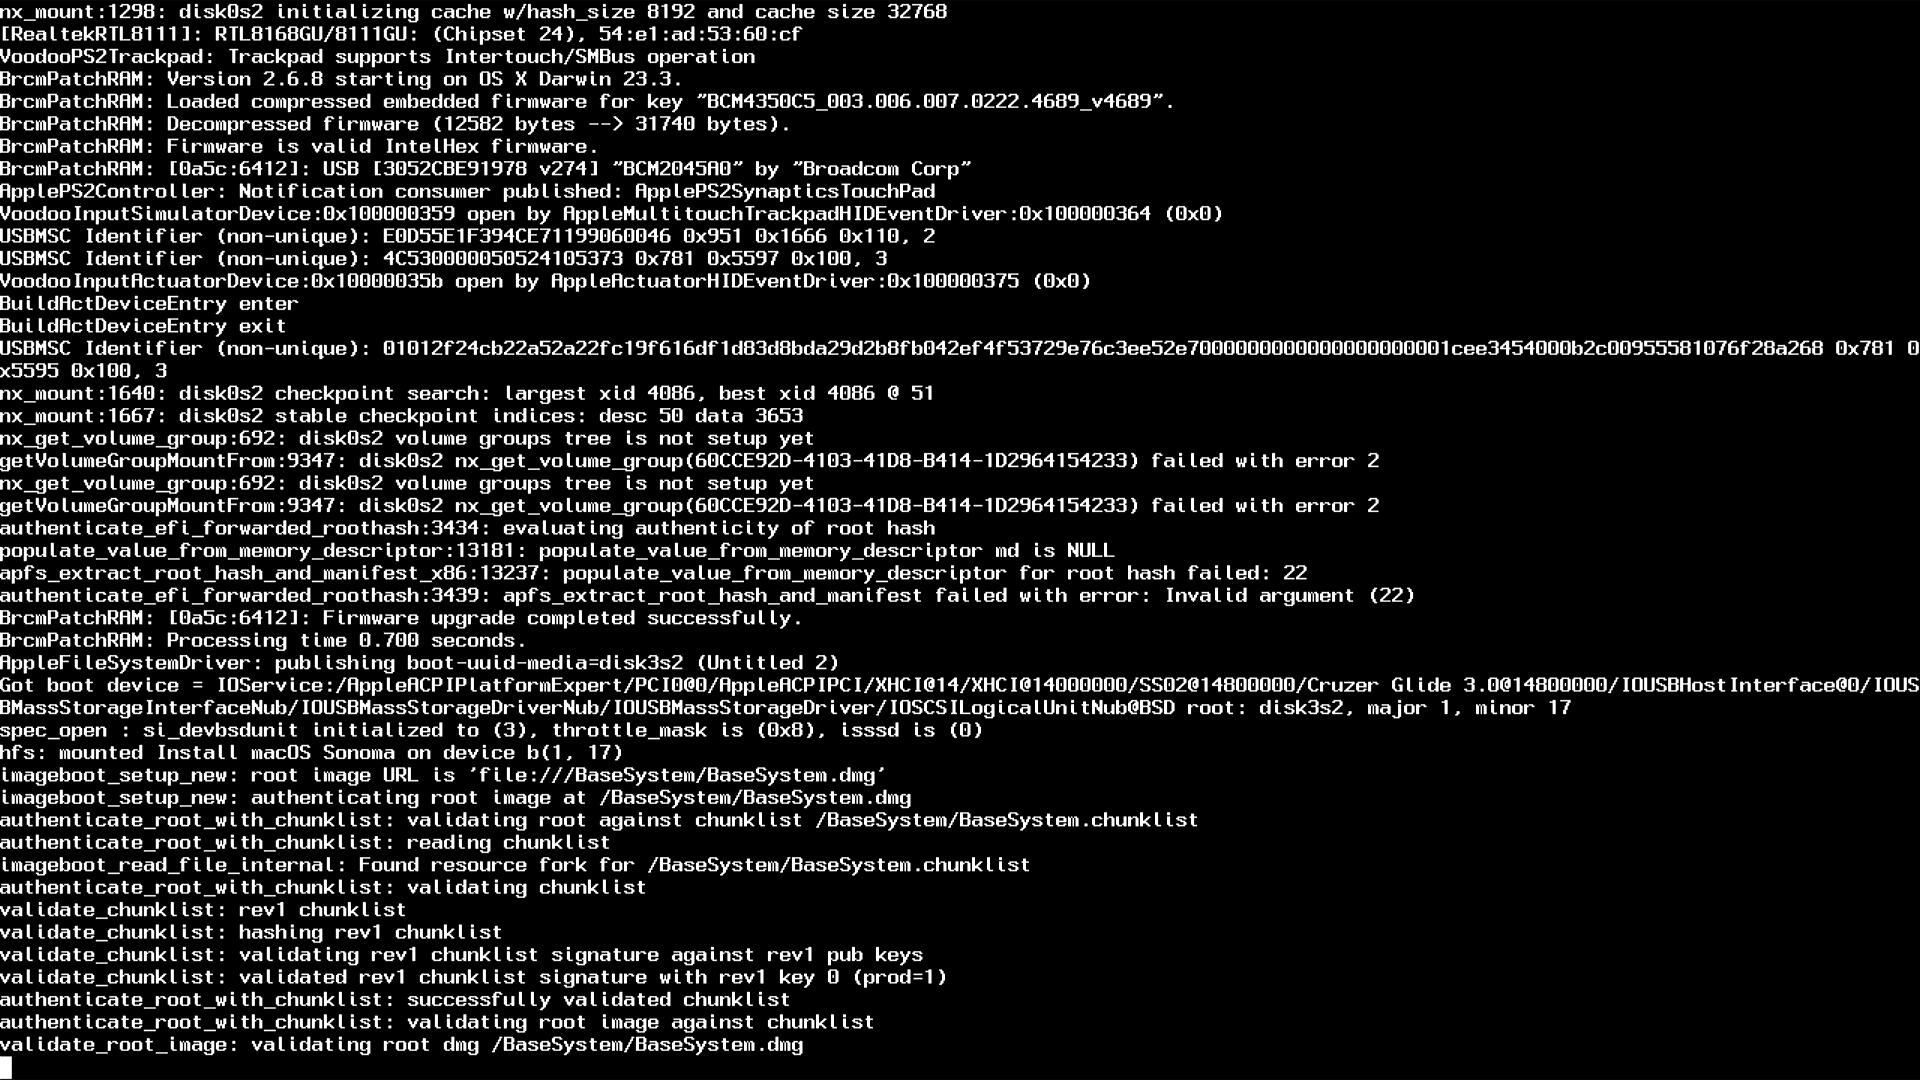 nx_mount:1298: disk0s2 initializing cache w/hash_size 8192 and cache size 32768
[RealtekRTL8111]: RTL8168GU/8111GU: (Chipset 24), 54:e1:ad:53:60:cf
VoodooPS2Trackpad: Trackpad supports Intertouch/SMBus operation
BrcmPatchRAM: Version 2.6.8 starting on OS X Darwin 23.3.
BrcmPatchRAM: Loaded compressed embedded firmware for key "BCM4350C5_003.006.007.0222.4689_v4689".
BrcmPatchRAM: Decompressed firmware (12582 bytes --> 31740 bytes).
BrcmPatchRAM: Firmware is valid IntelHex firmware.
BrcmPatchRAM: [0a5c:6412]: USB [3052CBE91978 v274] "BCM2045A0" by "Broadcom Corp"
ApplePS2Controller: Notification consumer published: ApplePS2SynapticsTouchPad
VoodooInputSimulatorDevice:0x100000359 open by AppleMultitouchTrackpadHIDEventDriver:0x100000364 (0x0)
USBMSC Identifier (non-unique): E0D55E1F394CE71199060046 0x951 0x1666 0x110, 2
USBMSC Identifier (non-unique): 4C530000050524105373 0x781 0x5597 0x100, 3
VoodooInputActuatorDevice:0x10000035b open by AppleActuatorHIDEventDriver:0x100000375 (0x0)
BuildActDeviceEntry enter
BuildActDeviceEntry exit
USBMSC Identifier (non-unique): 01012f24cb22a52a22fc19f616df1d83d8bda29d2b8fb042ef4f53729e76c3ee52e70000000000000000000001cee3454000b2c00955581076f28a268 0x781 0
x5595 0x100, 3
nx_mount:1640: disk0s2 checkpoint search: largest xid 4086, best xid 4086 @ 51
nx_mount:1667: disk0s2 stable checkpoint indices: desc 50 data 3653
nx_get_volume_group:692: disk0s2 volume groups tree is not setup yet
getVolumeGroupMountFrom:9347: disk0s2 nx_get_volume_group(60CCE92D-4103-41D8-B414-1D2964154233) failed with error 2
nx_get_volume_group:692: disk0s2 volume groups tree is not setup yet
getVolumeGroupMountFrom:9347: disk0s2 nx_get_volume_group(60CCE92D-4103-41D8-B414-1D2964154233) failed with error 2
authenticate_efi_forwarded_roothash:3434: evaluating authenticity of root hash
populate_value_from_memory_descriptor:13181: populate_value_from_memory_descriptor md is NULL
apfs_extract_root_hash_and_manifest_x86:13237: populate_value_from_memory_descriptor for root hash failed: 22
authenticate_efi_forwarded_roothash:3439: apfs_extract_root_hash_and_manifest failed with error: Invalid argument (22)
BrcmPatchRAM: [0a5c:6412]: Firmware upgrade completed successfully.
BrcmPatchRAM: Processing time 0.700 seconds.
AppleFileSystemDriver: publishing boot-uuid-media=disk3s2 (Untitled 2)
Got boot device = IOService:/AppleACPIPlatformExpert/PCI0@0/AppleACPIPCI/XHCI@14/XHCI@14000000/SS02@14800000/Cruzer Glide 3.0@14800000/IOUSBHostInterface@0/IOUS
BMassStorageInterfaceNub/IOUSBMassStorageDriverNub/IOUSBMassStorageDriver/IOSCSILogicalUnitNub@BSD root: disk3s2, major 1, minor 17
spec_open : si_devbsdunit initialized to (3), throttle_mask is (0x8), isssd is (0)
hfs: mounted Install macOS Sonoma on device b(1, 17)
imageboot_setup_new: root image URL is 'file:///BaseSystem/BaseSystem.dmg'
imageboot_setup_new: authenticating root image at /BaseSystem/BaseSystem.dmg
authenticate_root_with_chunklist: validating root against chunklist /BaseSystem/BaseSystem.chunklist
authenticate_root_with_chunklist: reading chunklist
imageboot_read_file_internal: Found resource fork for /BaseSystem/BaseSystem.chunklist
authenticate_root_with_chunklist: validating chunklist
validate_chunklist: rev1 chunklist
validate_chunklist: hashing rev1 chunklist
validate_chunklist: validating rev1 chunklist signature against rev1 pub keys
validate_chunklist: validated rev1 chunklist signature with rev1 key 0 (prod=1)
authenticate_root_with_chunklist: successfully validated chunklist
authenticate_root_with_chunklist: validating root image against chunklist
validate_root_image: validating root dmg /BaseSystem/BaseSystem.dmg